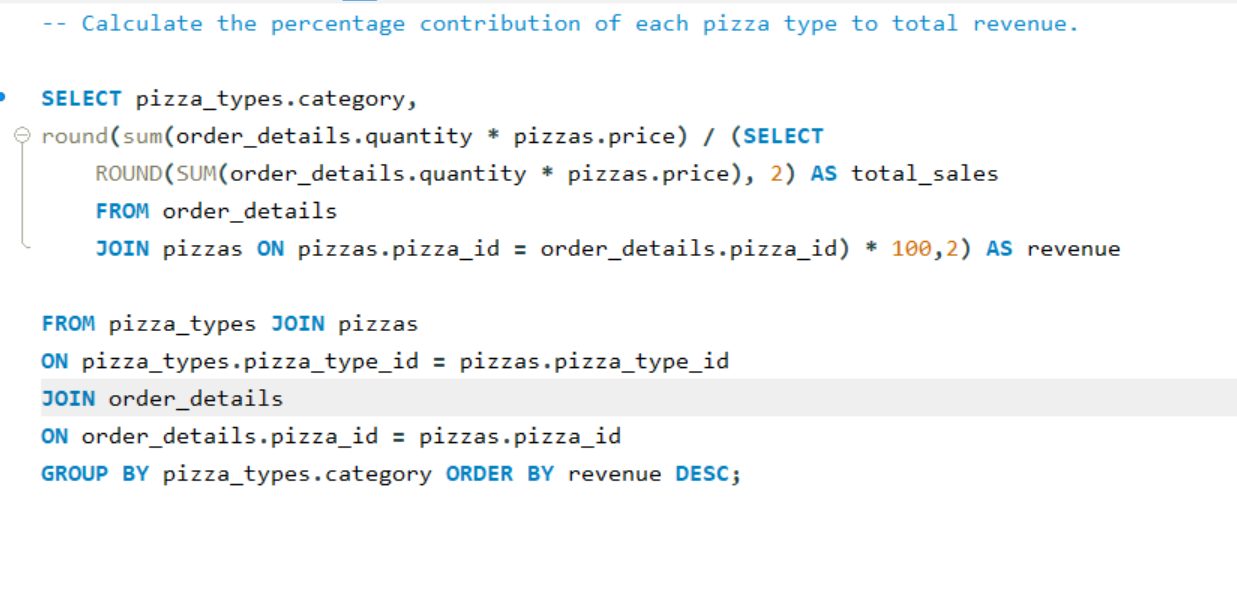 -- Calculate the percentage contribution of each pizza type to total revenue.
SELECT pizza_types.category,
round(sum(order_details.quantity * pizzas.price) / (SELECT
ROUND(SUM(order_details.quantity * pizzas.price), 2) AS total_sales
FROM order_details
JOIN pizzas ON pizzas.pizza_id = order_details.pizza_id) * 100,2) AS revenue
FROM pizza_types JOIN pizzas
ON pizza_types.pizza_type_id = pizzas.pizza_type_id
JOIN order_details
ON order_details.pizza_id = pizzas.pizza_id
GROUP BY pizza_types.category ORDER BY revenue DESC;